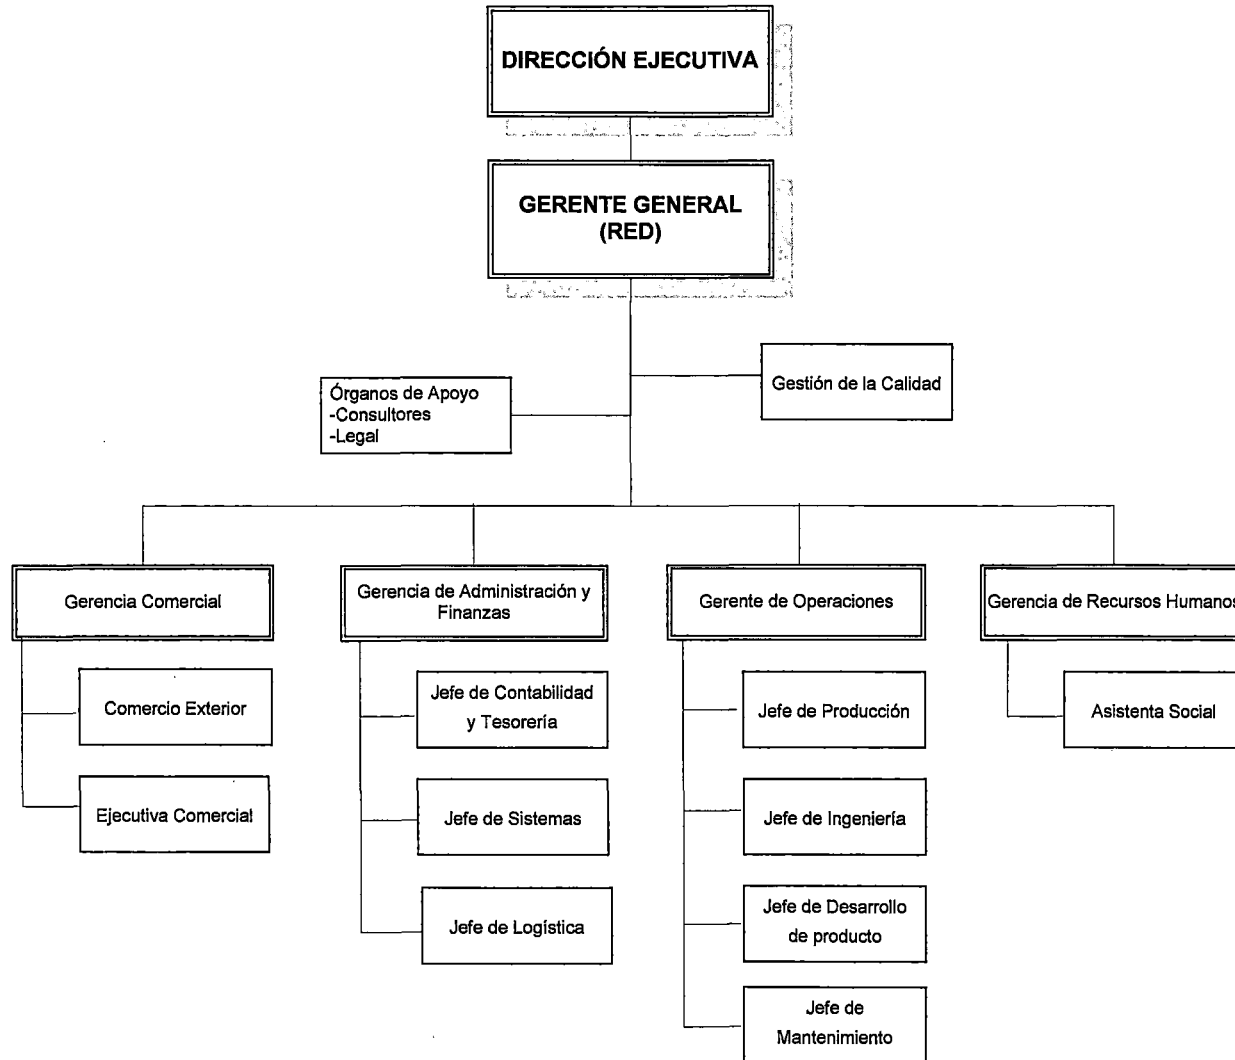 DIRECCIÓN EJECUTIVA
GERENTE GENERAL
(RED)
Gestión de la Calidad
Órganos de Apoyo
-Consultores
-Legal
Gerencia Comercial
Comercio Exterior
Ejecutiva Comercial
Gerencia de Administración y
Finanzas
Jefe de Contabilidad
y Tesorería
Jefe de Sistemas
Jefe de Logística
Gerente de Operaciones
Jefe de Producción
Jefe de Ingeniería
Jefe de Desarrollo
de producto
Jefe de
Mantenimiento
Gerencia de Recursos Humanos
Asistenta Social